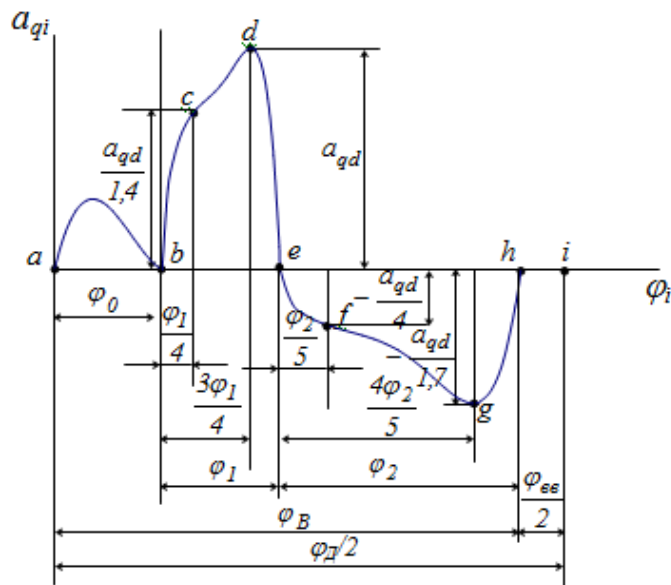 a_qi
d
c
a_qd/1,4
a_qd
a
b
e
h
i
φ_i
φ_0
φ_1/4
φ_2/5
f
−a_qd/4
−a_qd/1,7
3φ_1/4
4φ_2/5
g
φ_1
φ_2
φ_вв/2
φ_В
φ_Д/2